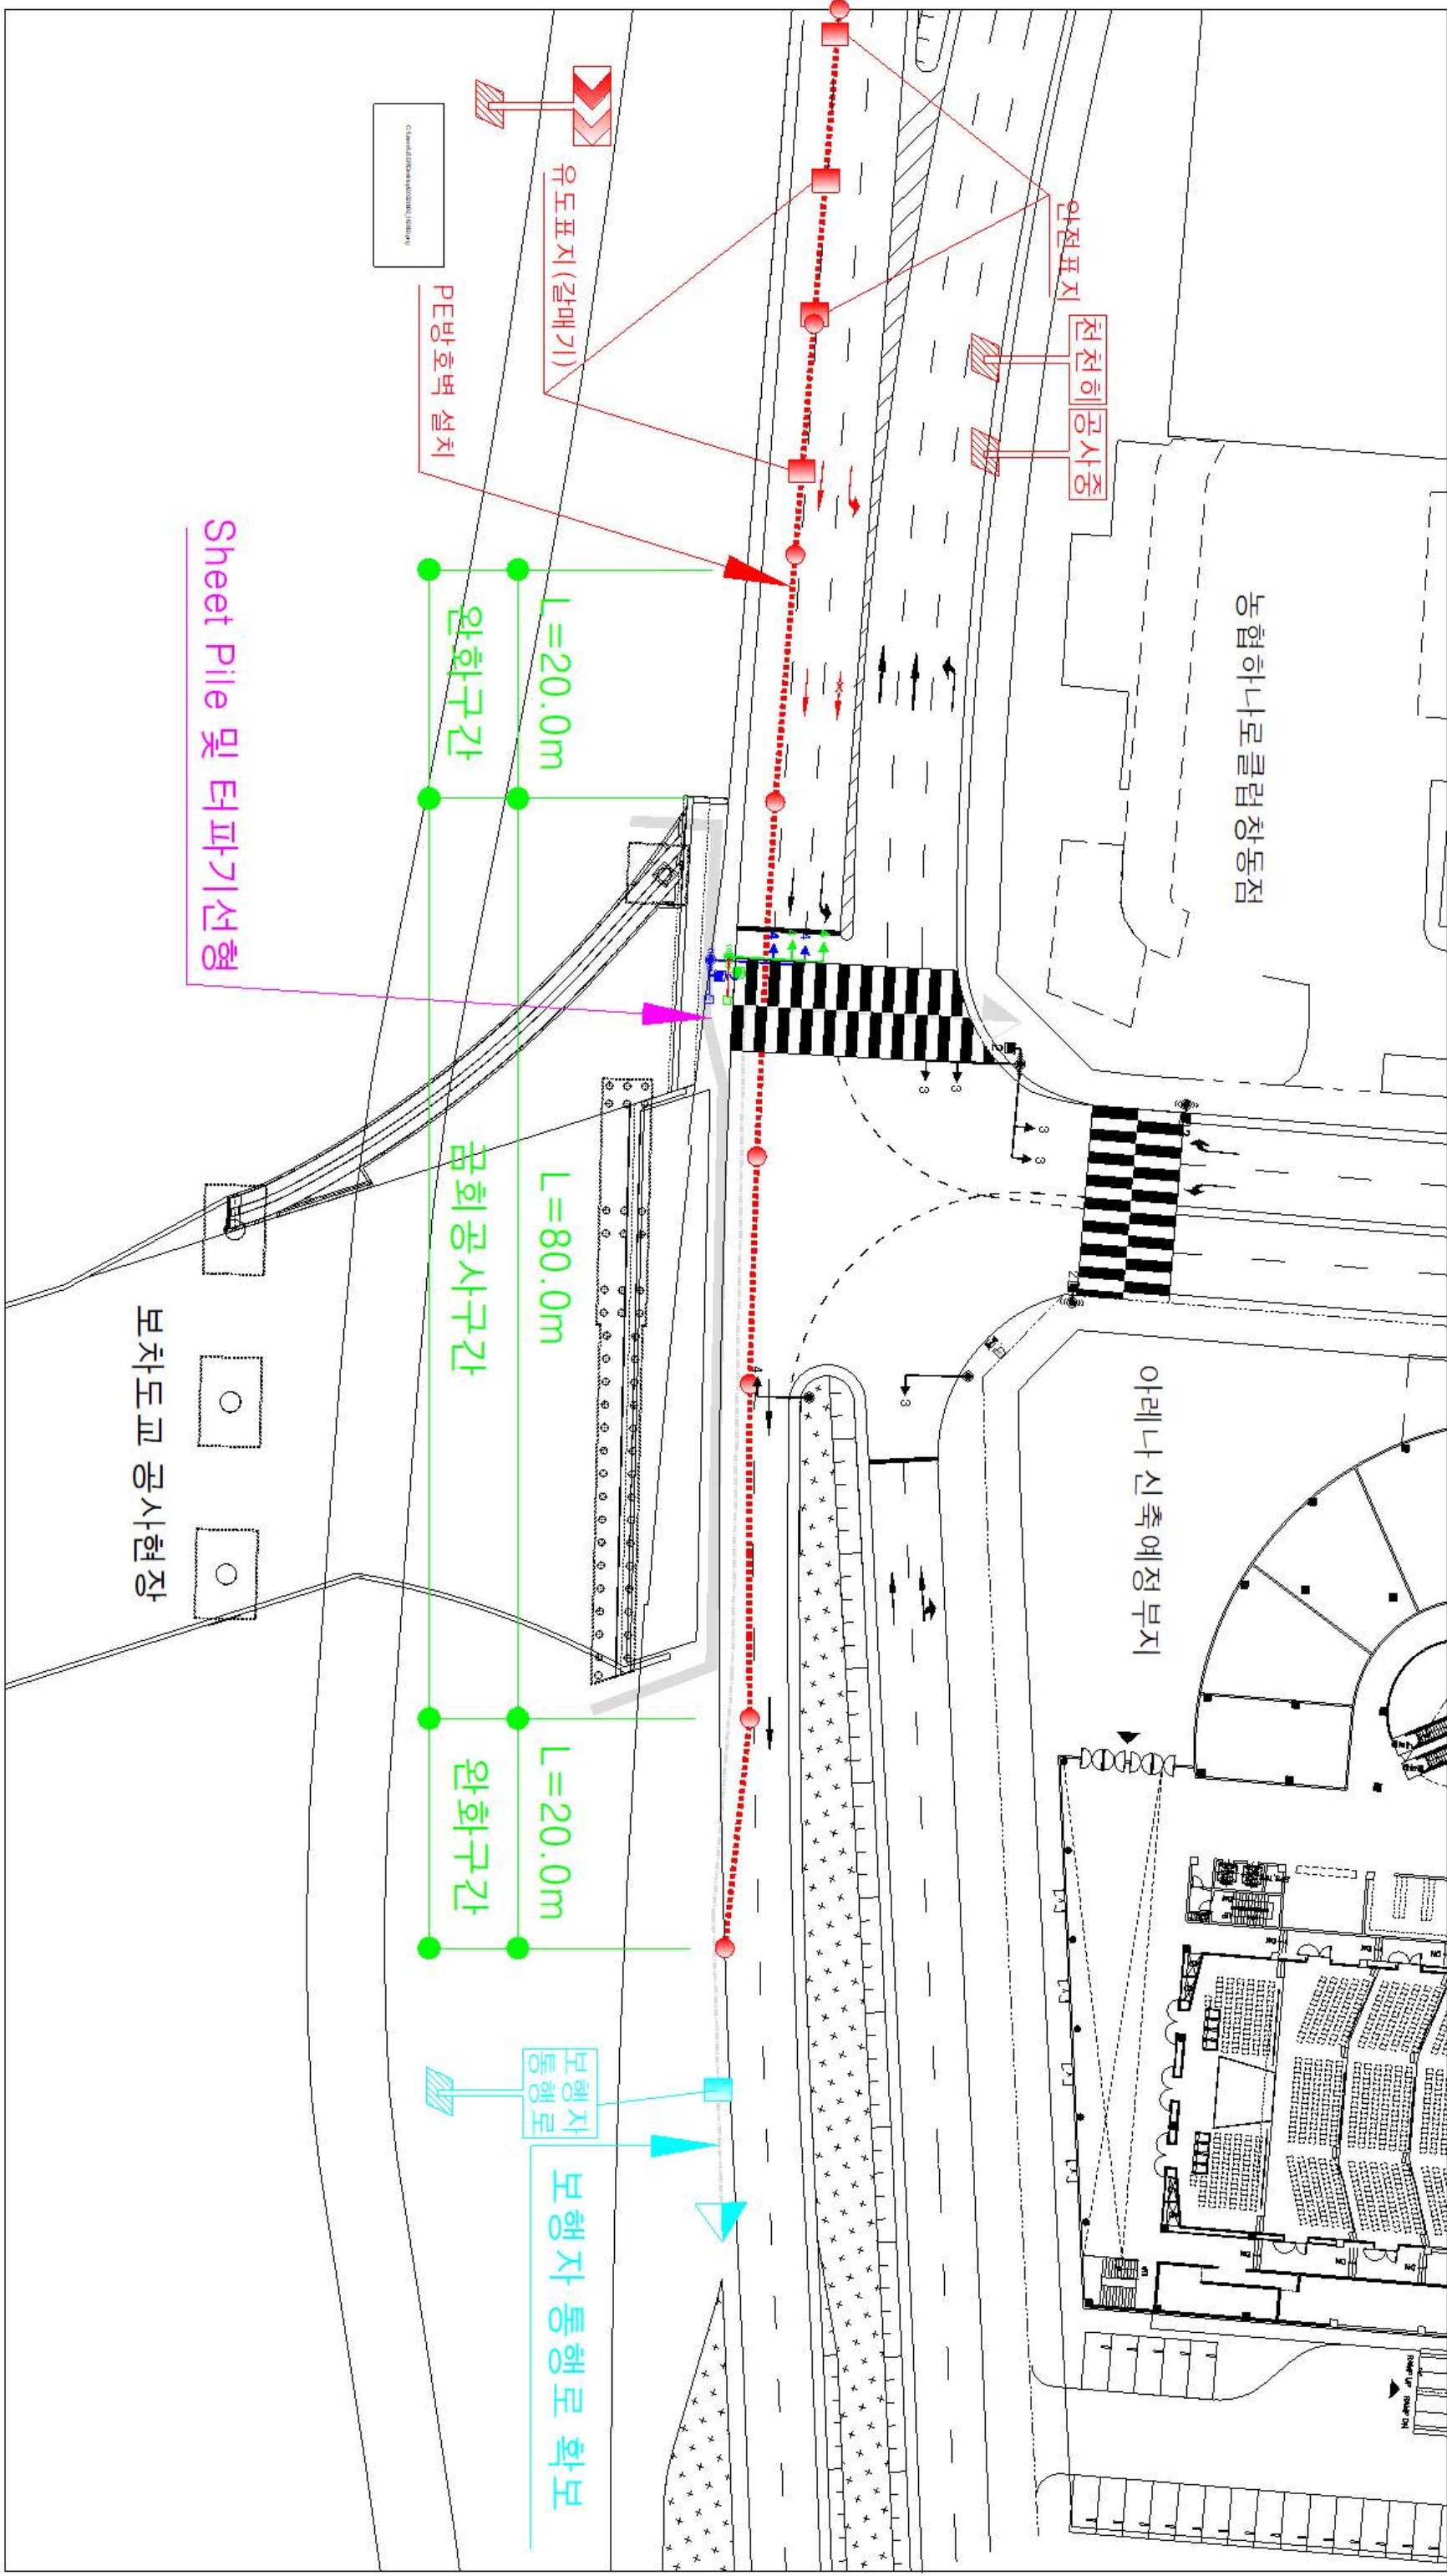 농협하나로클럽창동점
아레나 신축예정부지
안전표지
천천히
공사중
유도표지(갈매기)
PE방호벽 설치
L=20.0m
L=80.0m
L=20.0m
완화구간
금회공사구간
완화구간
보행자
통행로
보행자 통행로 확보
Sheet Pile 및 터파기선형
보차도교 공사현장
RAMP UP
RAMP DN